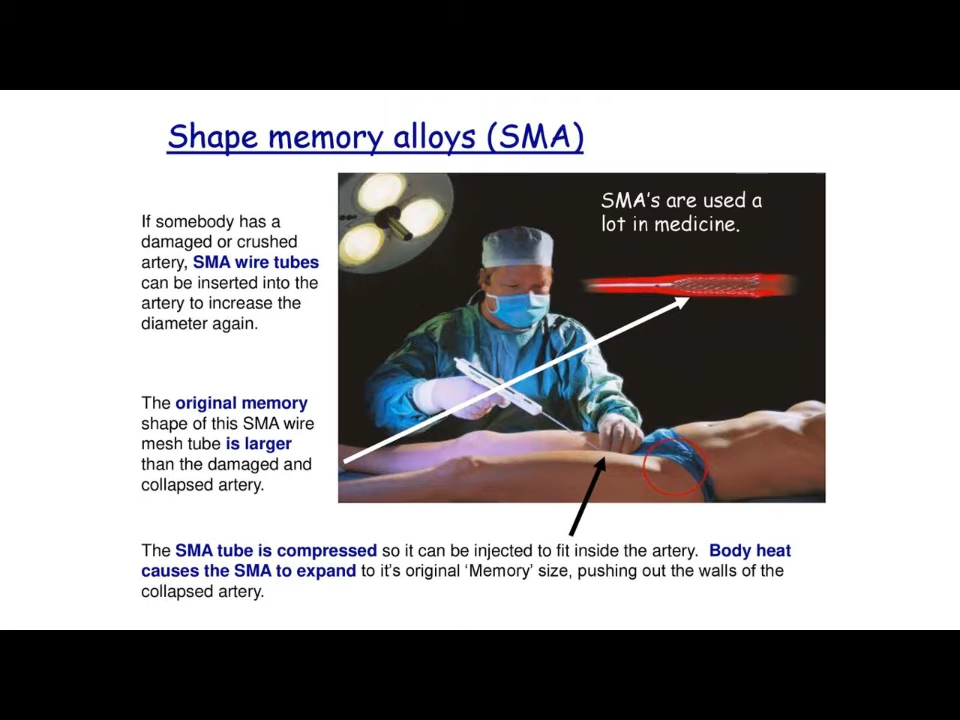 Shape memory alloys (SMA)
SMA's are used a
lot in medicine.
If somebody has a
damaged or crushed
artery, SMA wire tubes
can be inserted into the
artery to increase the
diameter again.
The original memory
shape of this SMA wire
mesh tube is larger
than the damaged and
collapsed artery.
The SMA tube is compressed so it can be injected to fit inside the artery. Body heat
causes the SMA to expand to it's original ‘Memory’ size, pushing out the walls of the
collapsed artery.